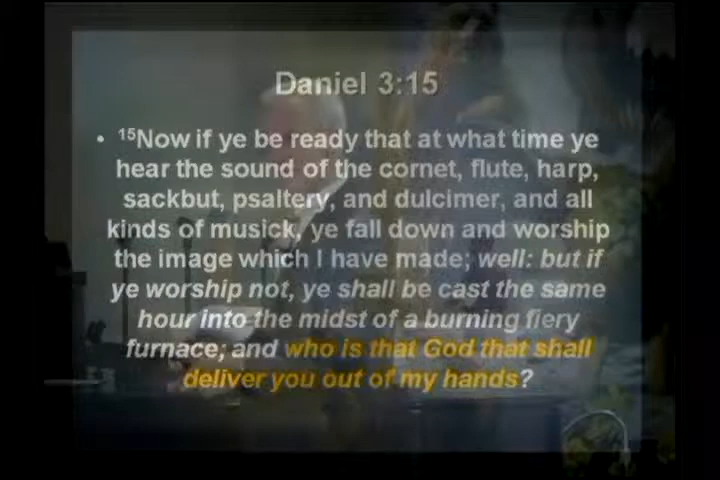 Daniel 3:15
• ¹⁵Now if ye be ready that at what time ye
hear the sound of the cornet, flute, harp,
sackbut, psaltery, and dulcimer, and all
kinds of musick, ye fall down and worship
the image which I have made; well: but if
ye worship not, ye shall be cast the same
hour into the midst of a burning fiery
furnace; and who is that God that shall
deliver you out of my hands?